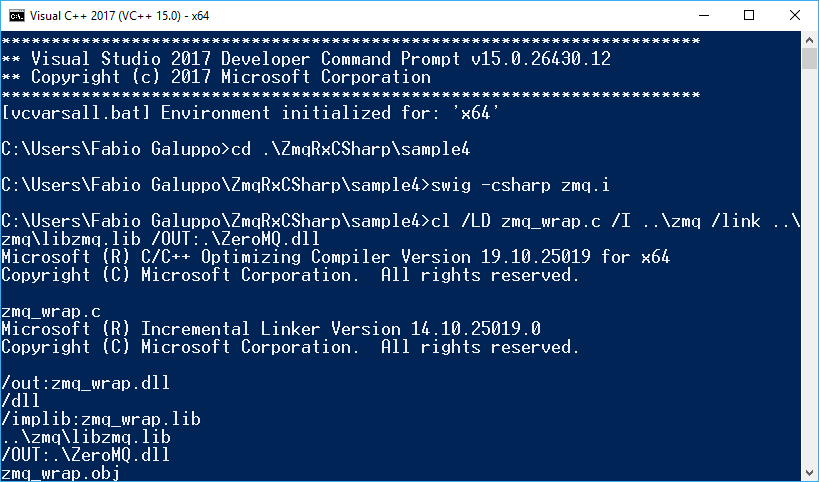 Visual C++ 2017 (VC++ 15.0) - x64
**********************************************************************
** Visual Studio 2017 Developer Command Prompt v15.0.26430.12
** Copyright (c) 2017 Microsoft Corporation
**********************************************************************
[vcvarsall.bat] Environment initialized for: 'x64'
C:\Users\Fabio Galuppo>cd .\ZmqRxCSharp\sample4
C:\Users\Fabio Galuppo\ZmqRxCSharp\sample4>swig -csharp zmq.i
C:\Users\Fabio Galuppo\ZmqRxCSharp\sample4>cl /LD zmq_wrap.c /I ..\zmq /link ..\
zmq\libzmq.lib /OUT:.\ZeroMQ.dll
Microsoft (R) C/C++ Optimizing Compiler Version 19.10.25019 for x64
Copyright (C) Microsoft Corporation.  All rights reserved.
zmq_wrap.c
Microsoft (R) Incremental Linker Version 14.10.25019.0
Copyright (C) Microsoft Corporation.  All rights reserved.
/out:zmq_wrap.dll
/dll
/implib:zmq_wrap.lib
..\zmq\libzmq.lib
/OUT:.\ZeroMQ.dll
zmq_wrap.obj